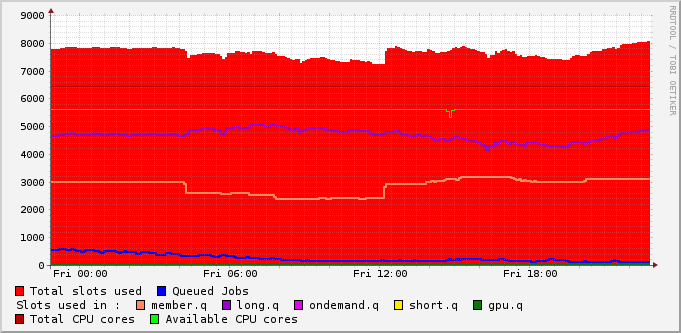 9000
8000
7000
6000
5000
4000
3000
2000
1000
0
Fri 00:00 Fri 06:00 Fri 12:00 Fri 18:00
RRDTOOL / TOBI OETIKER
Total slots used Queued Jobs
Slots used in : member.q long.q ondemand.q short.q gpu.q
Total CPU cores Available CPU cores